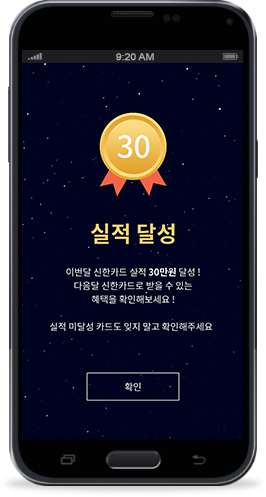 9:20 AM
30
실적 달성
이번달 신한카드 실적 30만원 달성 !
다음달 신한카드로 받을 수 있는
혜택을 확인해보세요 !
실적 미달성 카드도 잊지 말고 확인해주세요
확인